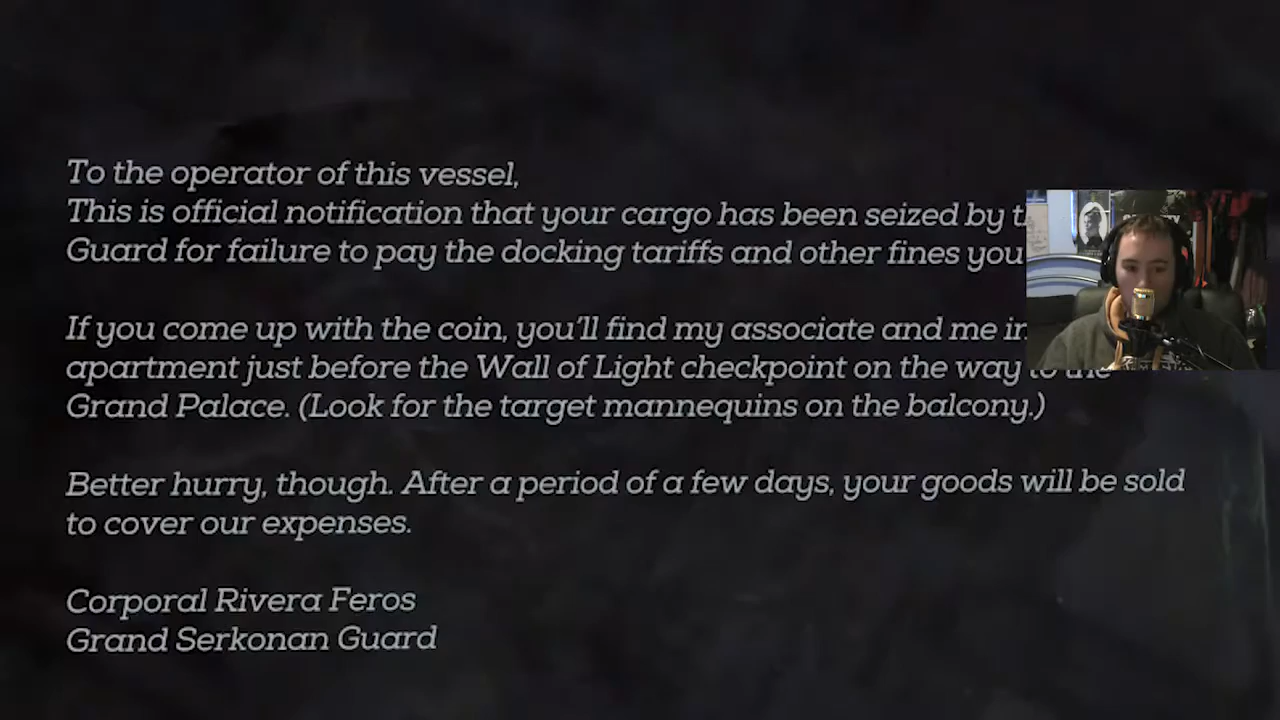 To the operator of this vessel,
This is official notification that your cargo has been seized by
Guard for failure to pay the docking tariffs and other fines you
If you come up with the coin, you'll find my associate and me
apartment just before the Wall of Light checkpoint on the way to the
Grand Palace. (Look for the target mannequins on the balcony.)
Better hurry, though. After a period of a few days, your goods will be sold
to cover our expenses.
Corporal Rivera Feros
Grand Serkonan Guard